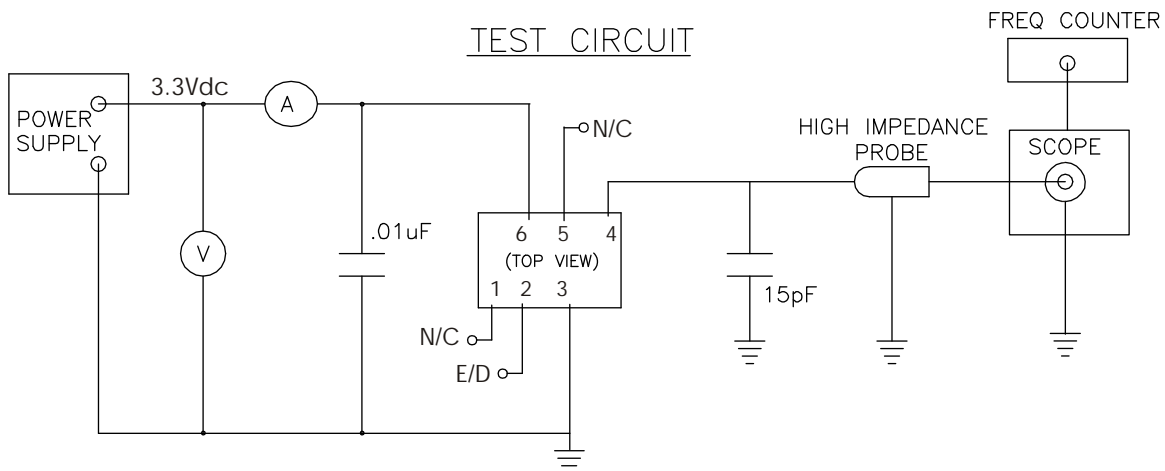 TEST CIRCUIT
FREQ COUNTER
POWER
SUPPLY
3.3Vdc
A
V
.01uF
N/C
6 5 4
(TOP VIEW)
1 2 3
N/C
E/D
15pF
HIGH IMPEDANCE
PROBE
SCOPE